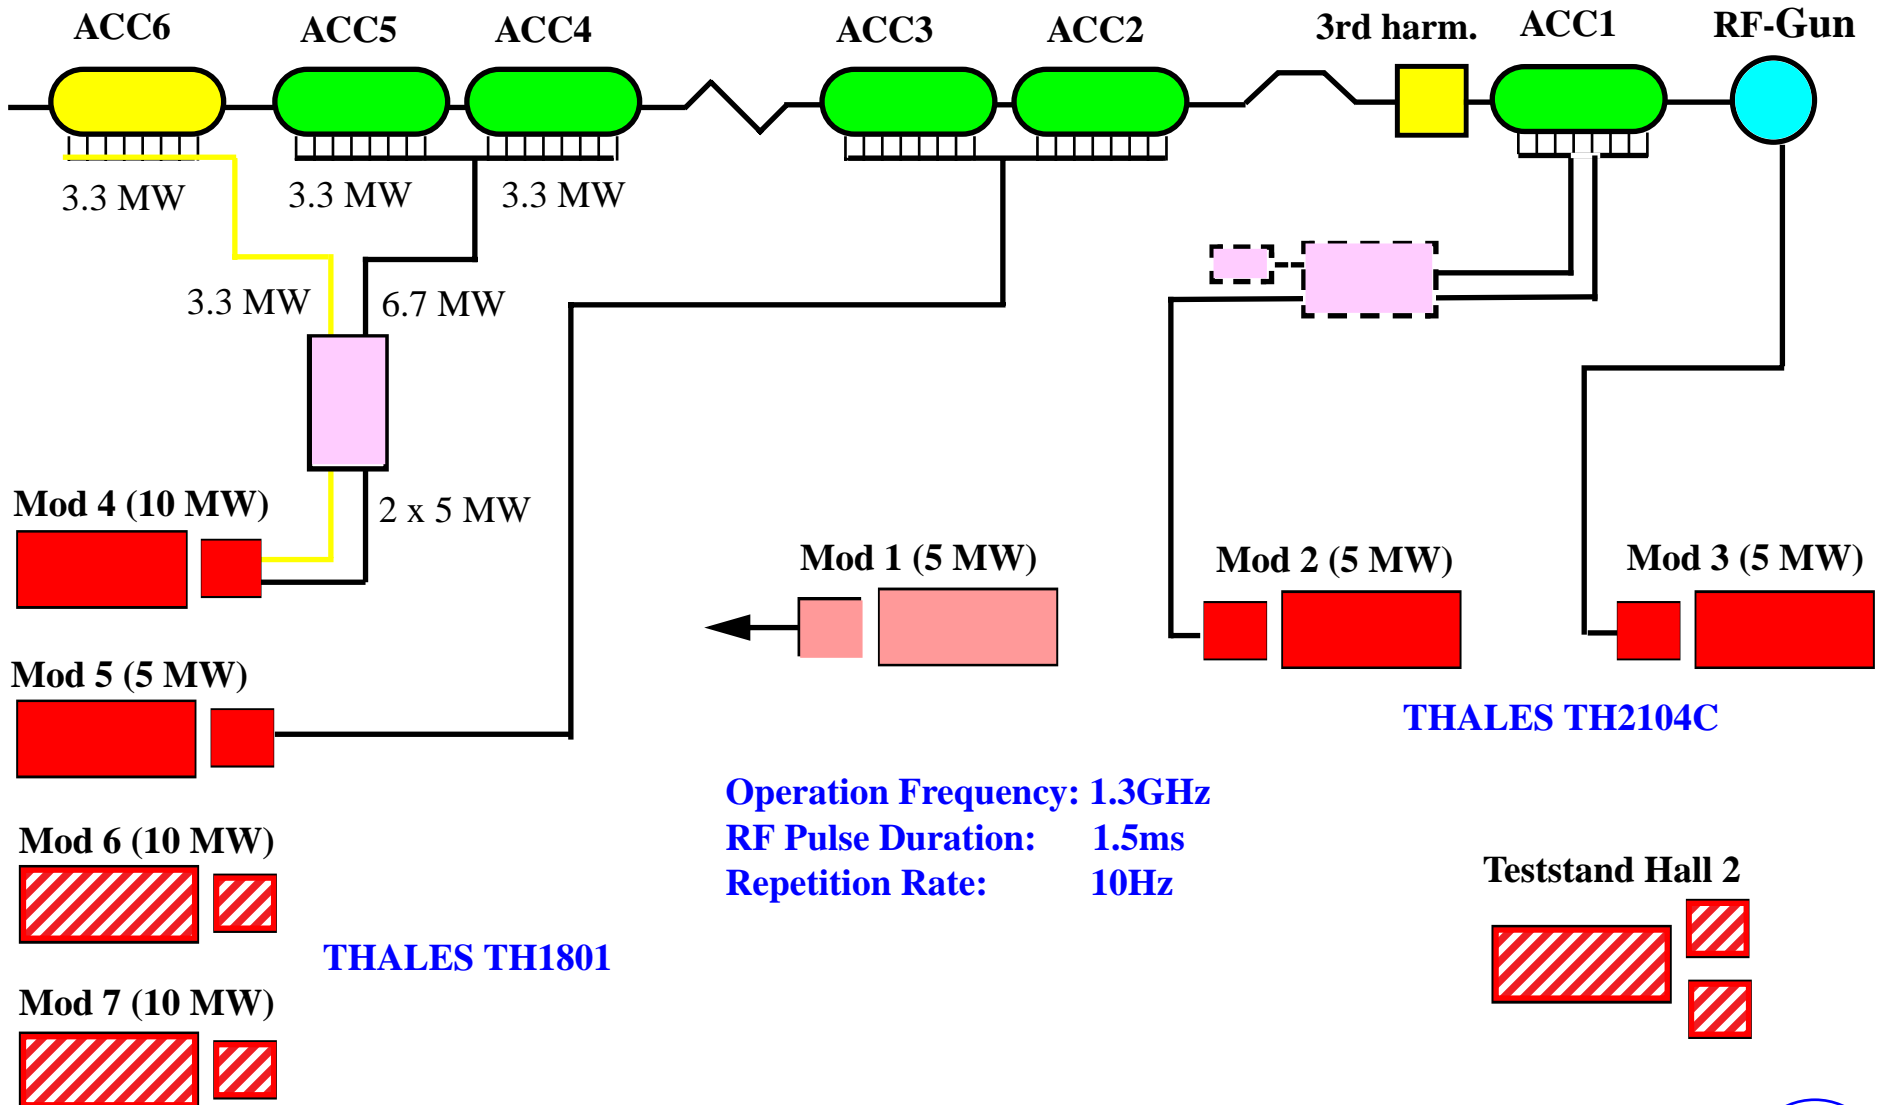 ACC6 ACC5 ACC4 ACC3 ACC2 3rd harm. ACC1 RF-Gun
3.3 MW 3.3 MW 3.3 MW
3.3 MW 6.7 MW
Mod 4 (10 MW) 2 x 5 MW
Mod 1 (5 MW) Mod 2 (5 MW) Mod 3 (5 MW)
Mod 5 (5 MW)
THALES TH2104C
Operation Frequency: 1.3GHz
RF Pulse Duration: 1.5ms
Repetition Rate: 10Hz
Mod 6 (10 MW)
Teststand Hall 2
THALES TH1801
Mod 7 (10 MW)